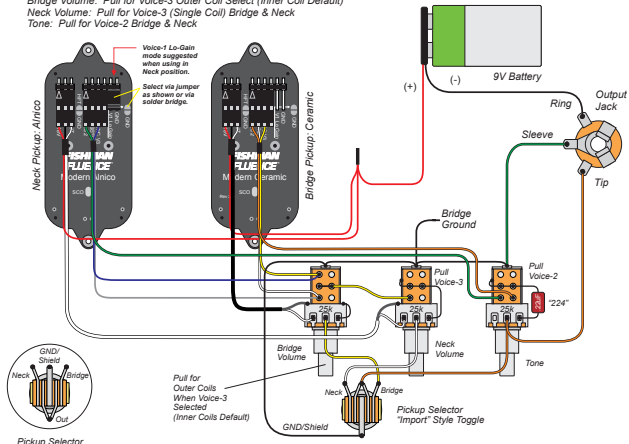 Bridge Volume: Pull for Voice-3 Outer Coil Select (Inner Coil Default)
Neck Volume: Pull for Voice-3 (Single Coil) Bridge & Neck
Tone: Pull for Voice-2 Bridge & Neck
Voice-1 Lo-Gain
mode suggested
when using in
Neck position.
Select via jumper
as shown or via
solder bridge.
Neck Pickup: Alnico
FISHMAN
FLUENCE
Modern Alnico
SCO
Bridge Pickup: Ceramic
FISHMAN
FLUENCE
Modern Ceramic
SCO
(+)
(-)
9V Battery
Output
Jack
Ring
Sleeve
Tip
Bridge
Ground
Pull
Voice-3
Pull
Voice-2
25k
25k
25k
.22uF
"224"
Bridge
Volume
Neck
Volume
Tone
Pull for
Outer Coils
When Voice-3
Selected
(Inner Coils Default)
GND/
Shield
Neck
Bridge
Out
Pickup Selector
Neck
Bridge
GND/Shield
Pickup Selector
"Import" Style Toggle